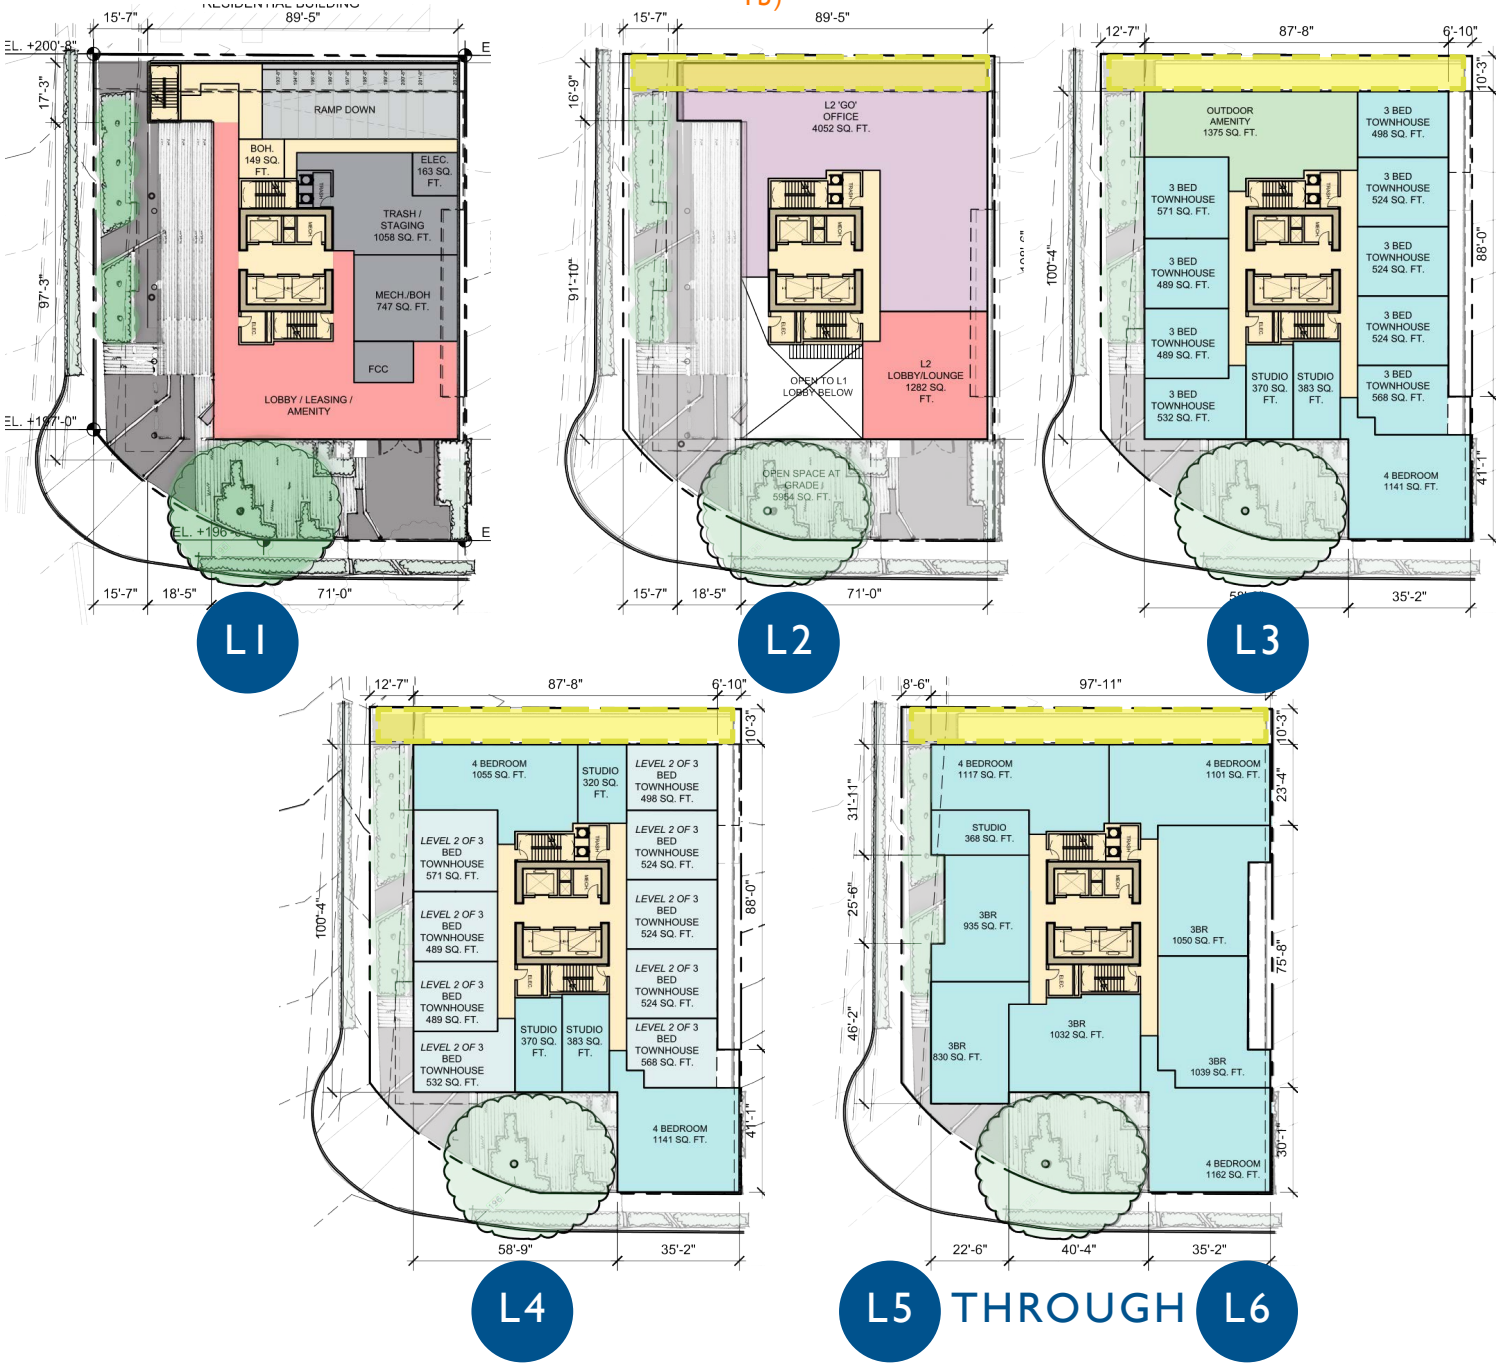 RESIDENTIAL BUILDING
15'-7"
89'-5"
EL. +200'-8"
E
17'-3"
97'-3"
RAMP DOWN
BOH.
149 SQ.
FT.
ELEC.
163 SQ.
FT.
TRASH
TRASH /
STAGING
1058 SQ. FT.
MECH.
MECH./BOH
747 SQ. FT.
ELEC.
FCC
LOBBY / LEASING /
AMENITY
EL. +197'-0"
EL. +196'-
E
15'-7"
18'-5"
71'-0"
L1
15'-7"
89'-5"
16'-9"
91'-10"
L2 'GO'
OFFICE
4052 SQ. FT.
TRASH
MECH.
ELEC.
L2
LOBBY/LOUNGE
1282 SQ.
FT.
OPEN TO L1
LOBBY BELOW
OPEN SPACE AT
GRADE
5954 SQ. FT.
15'-7"
18'-5"
71'-0"
L2
12'-7"
87'-8"
6'-10"
10'-3"
100'-4"
88'-0"
41'-1"
OUTDOOR
AMENITY
1375 SQ. FT.
3 BED
TOWNHOUSE
498 SQ. FT.
3 BED
TOWNHOUSE
571 SQ. FT.
3 BED
TOWNHOUSE
524 SQ. FT.
TRASH
MECH.
3 BED
TOWNHOUSE
489 SQ. FT.
3 BED
TOWNHOUSE
524 SQ. FT.
3 BED
TOWNHOUSE
489 SQ. FT.
3 BED
TOWNHOUSE
524 SQ. FT.
ELEC.
3 BED
TOWNHOUSE
532 SQ. FT.
STUDIO
370 SQ.
FT.
STUDIO
383 SQ.
FT.
3 BED
TOWNHOUSE
568 SQ. FT.
4 BEDROOM
1141 SQ. FT.
35'-2"
L3
12'-7"
87'-8"
6'-10"
10'-3"
100'-4"
88'-0"
41'-1"
4 BEDROOM
1055 SQ. FT.
STUDIO
320 SQ.
FT.
LEVEL 2 OF 3
BED
TOWNHOUSE
498 SQ. FT.
LEVEL 2 OF 3
BED
TOWNHOUSE
571 SQ. FT.
LEVEL 2 OF 3
BED
TOWNHOUSE
524 SQ. FT.
TRASH
MECH.
LEVEL 2 OF 3
BED
TOWNHOUSE
489 SQ. FT.
LEVEL 2 OF 3
BED
TOWNHOUSE
524 SQ. FT.
LEVEL 2 OF 3
BED
TOWNHOUSE
489 SQ. FT.
LEVEL 2 OF 3
BED
TOWNHOUSE
524 SQ. FT.
ELEC.
LEVEL 2 OF 3
BED
TOWNHOUSE
532 SQ. FT.
STUDIO
370 SQ.
FT.
STUDIO
383 SQ.
FT.
LEVEL 2 OF 3
BED
TOWNHOUSE
568 SQ. FT.
4 BEDROOM
1141 SQ. FT.
58'-9"
35'-2"
L4
8'-6"
97'-11"
10'-3"
31'-11"
23'-4"
25'-6"
75'-8"
46'-2"
30'-1"
4 BEDROOM
1117 SQ. FT.
4 BEDROOM
1101 SQ. FT.
STUDIO
368 SQ. FT.
TRASH
MECH.
3BR
935 SQ. FT.
3BR
1050 SQ. FT.
ELEC.
3BR
830 SQ. FT.
3BR
1032 SQ. FT.
3BR
1039 SQ. FT.
4 BEDROOM
1162 SQ. FT.
22'-6"
40'-4"
35'-2"
L5 THROUGH L6